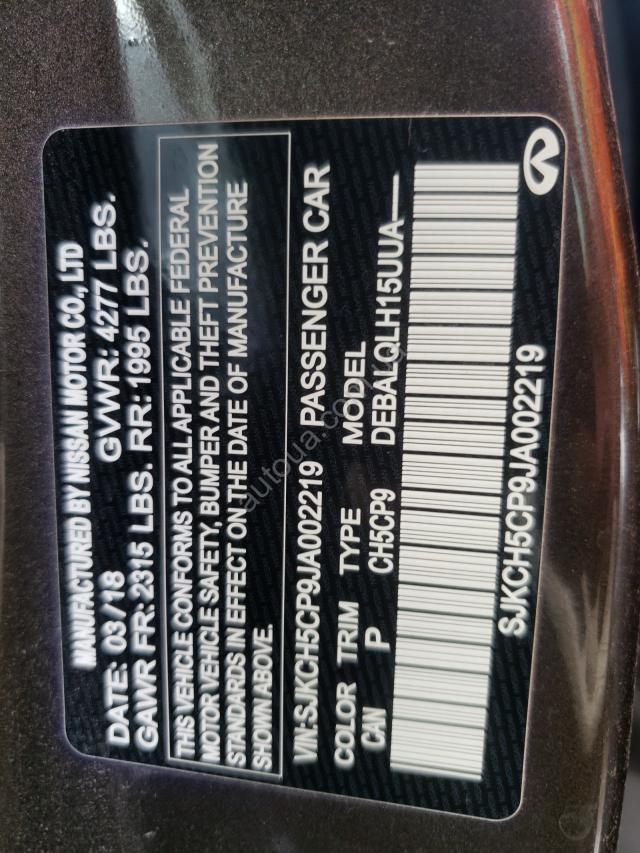 MANUFACTURED BY NISSAN MOTOR CO., LTD
DATE: 03/18 GVWR: 4277 LBS.
GAWR FR: 2315 LBS. RR: 1995 LBS.
THIS VEHICLE CONFORMS TO ALL APPLICABLE FEDERAL
MOTOR VEHICLE SAFETY, BUMPER AND THEFT PREVENTION
STANDARDS IN EFFECT ON THE DATE OF MANUFACTURE
SHOWN ABOVE.
VIN:SJKCH5CP9JA002219 PASSENGER CAR
COLOR TRIM TYPE MODEL
CAN P CH5CP9 DEBALQLH15UUA—
SJKCH5CP9JA002219
autoua.com.ua